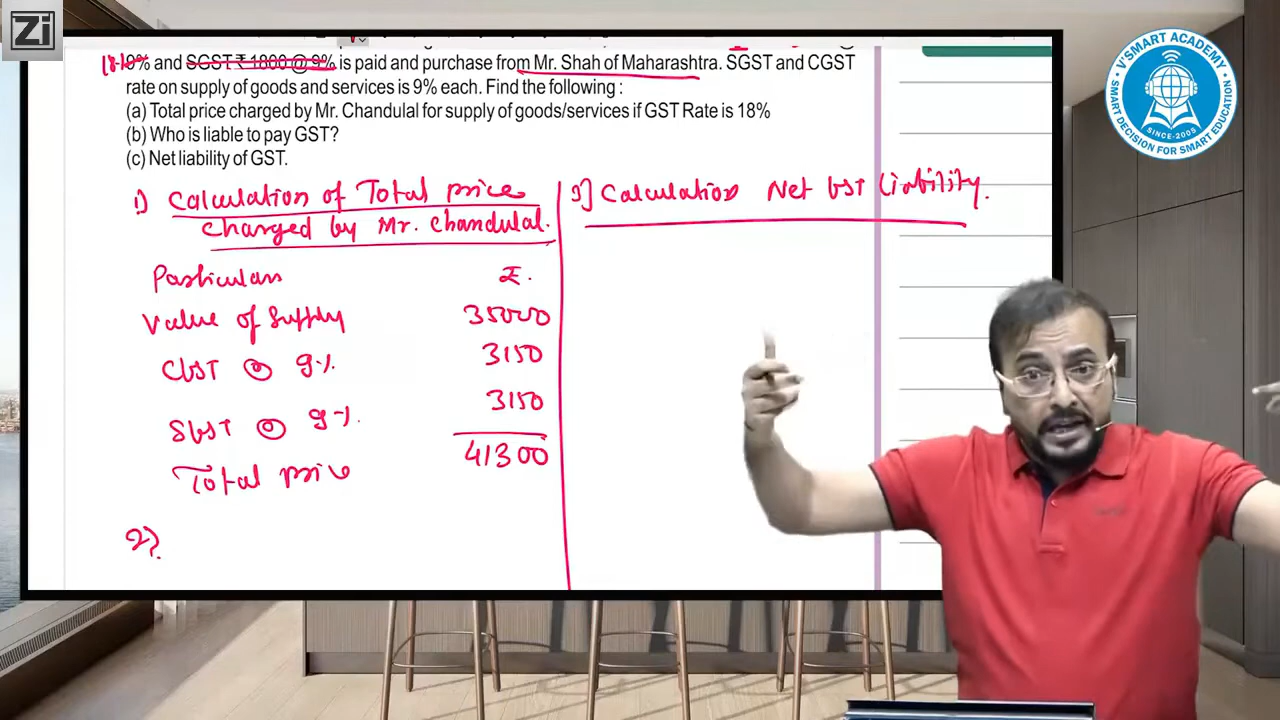 Zi
18% 0% and SGST ₹ 1800 @ 9% is paid and purchase from Mr. Shah of Maharashtra. SGST and CGST
rate on supply of goods and services is 9% each. Find the following :
(a) Total price charged by Mr. Chandulal for supply of goods/services if GST Rate is 18%
(b) Who is liable to pay GST?
(c) Net liability of GST.
1) Calculation of Total price
charged by Mr. Chandulal.
Particulars ₹.
Value of Supply 35000
CGST @ 9% 3150
SGST @ 9%. 3150
Total price 41300
2).
3] Calculation Net GST Liability.
V'SMART ACADEMY
SINCE-2005
SMART DECISION FOR SMART EDUCATION